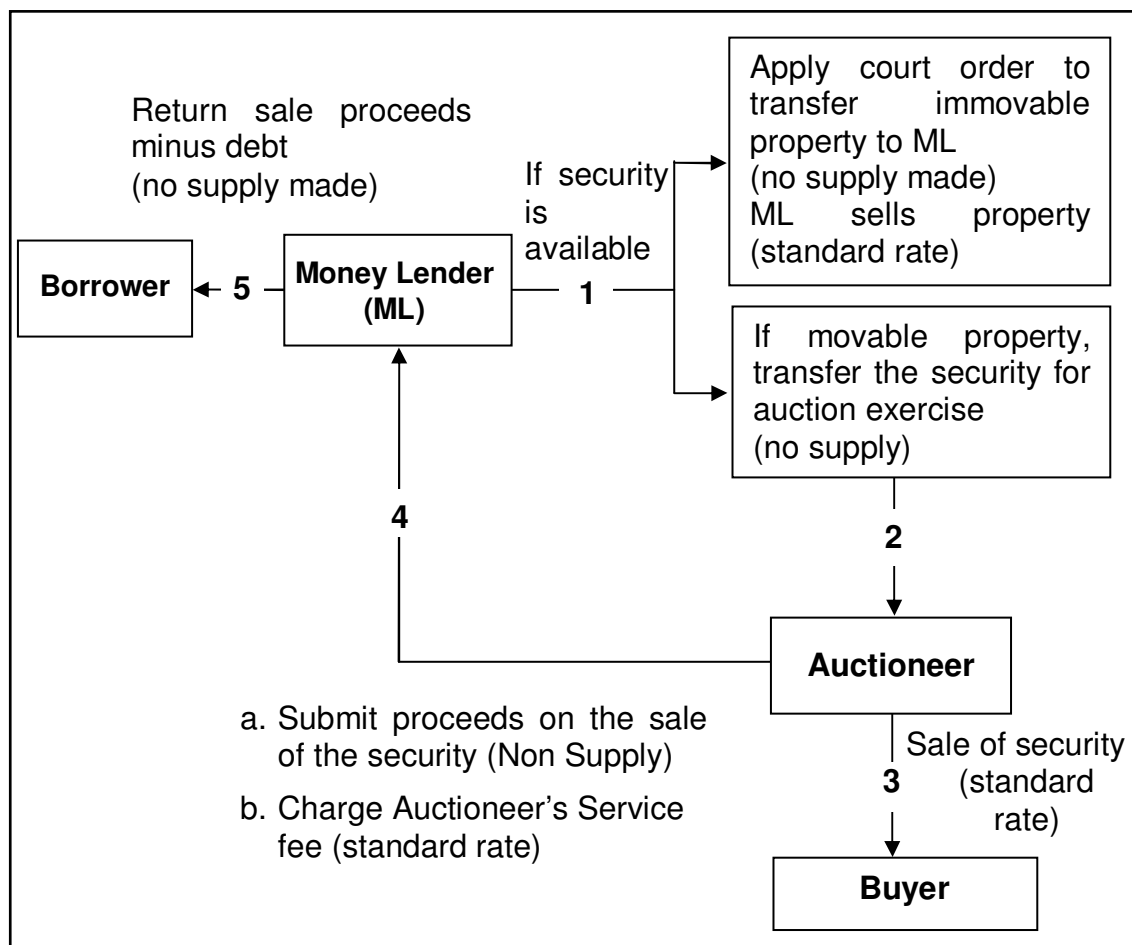 Apply court order to
transfer immovable
property to ML
(no supply made)
ML sells property
(standard rate)
Return sale proceeds
minus debt
(no supply made)
If security
is
available
Borrower
5
Money Lender
(ML)
1
If movable property,
transfer the security for
auction exercise
(no supply)
4
2
Auctioneer
a. Submit proceeds on the sale
of the security (Non Supply)
b. Charge Auctioneer’s Service
fee (standard rate)
3
Sale of security
(standard
rate)
Buyer